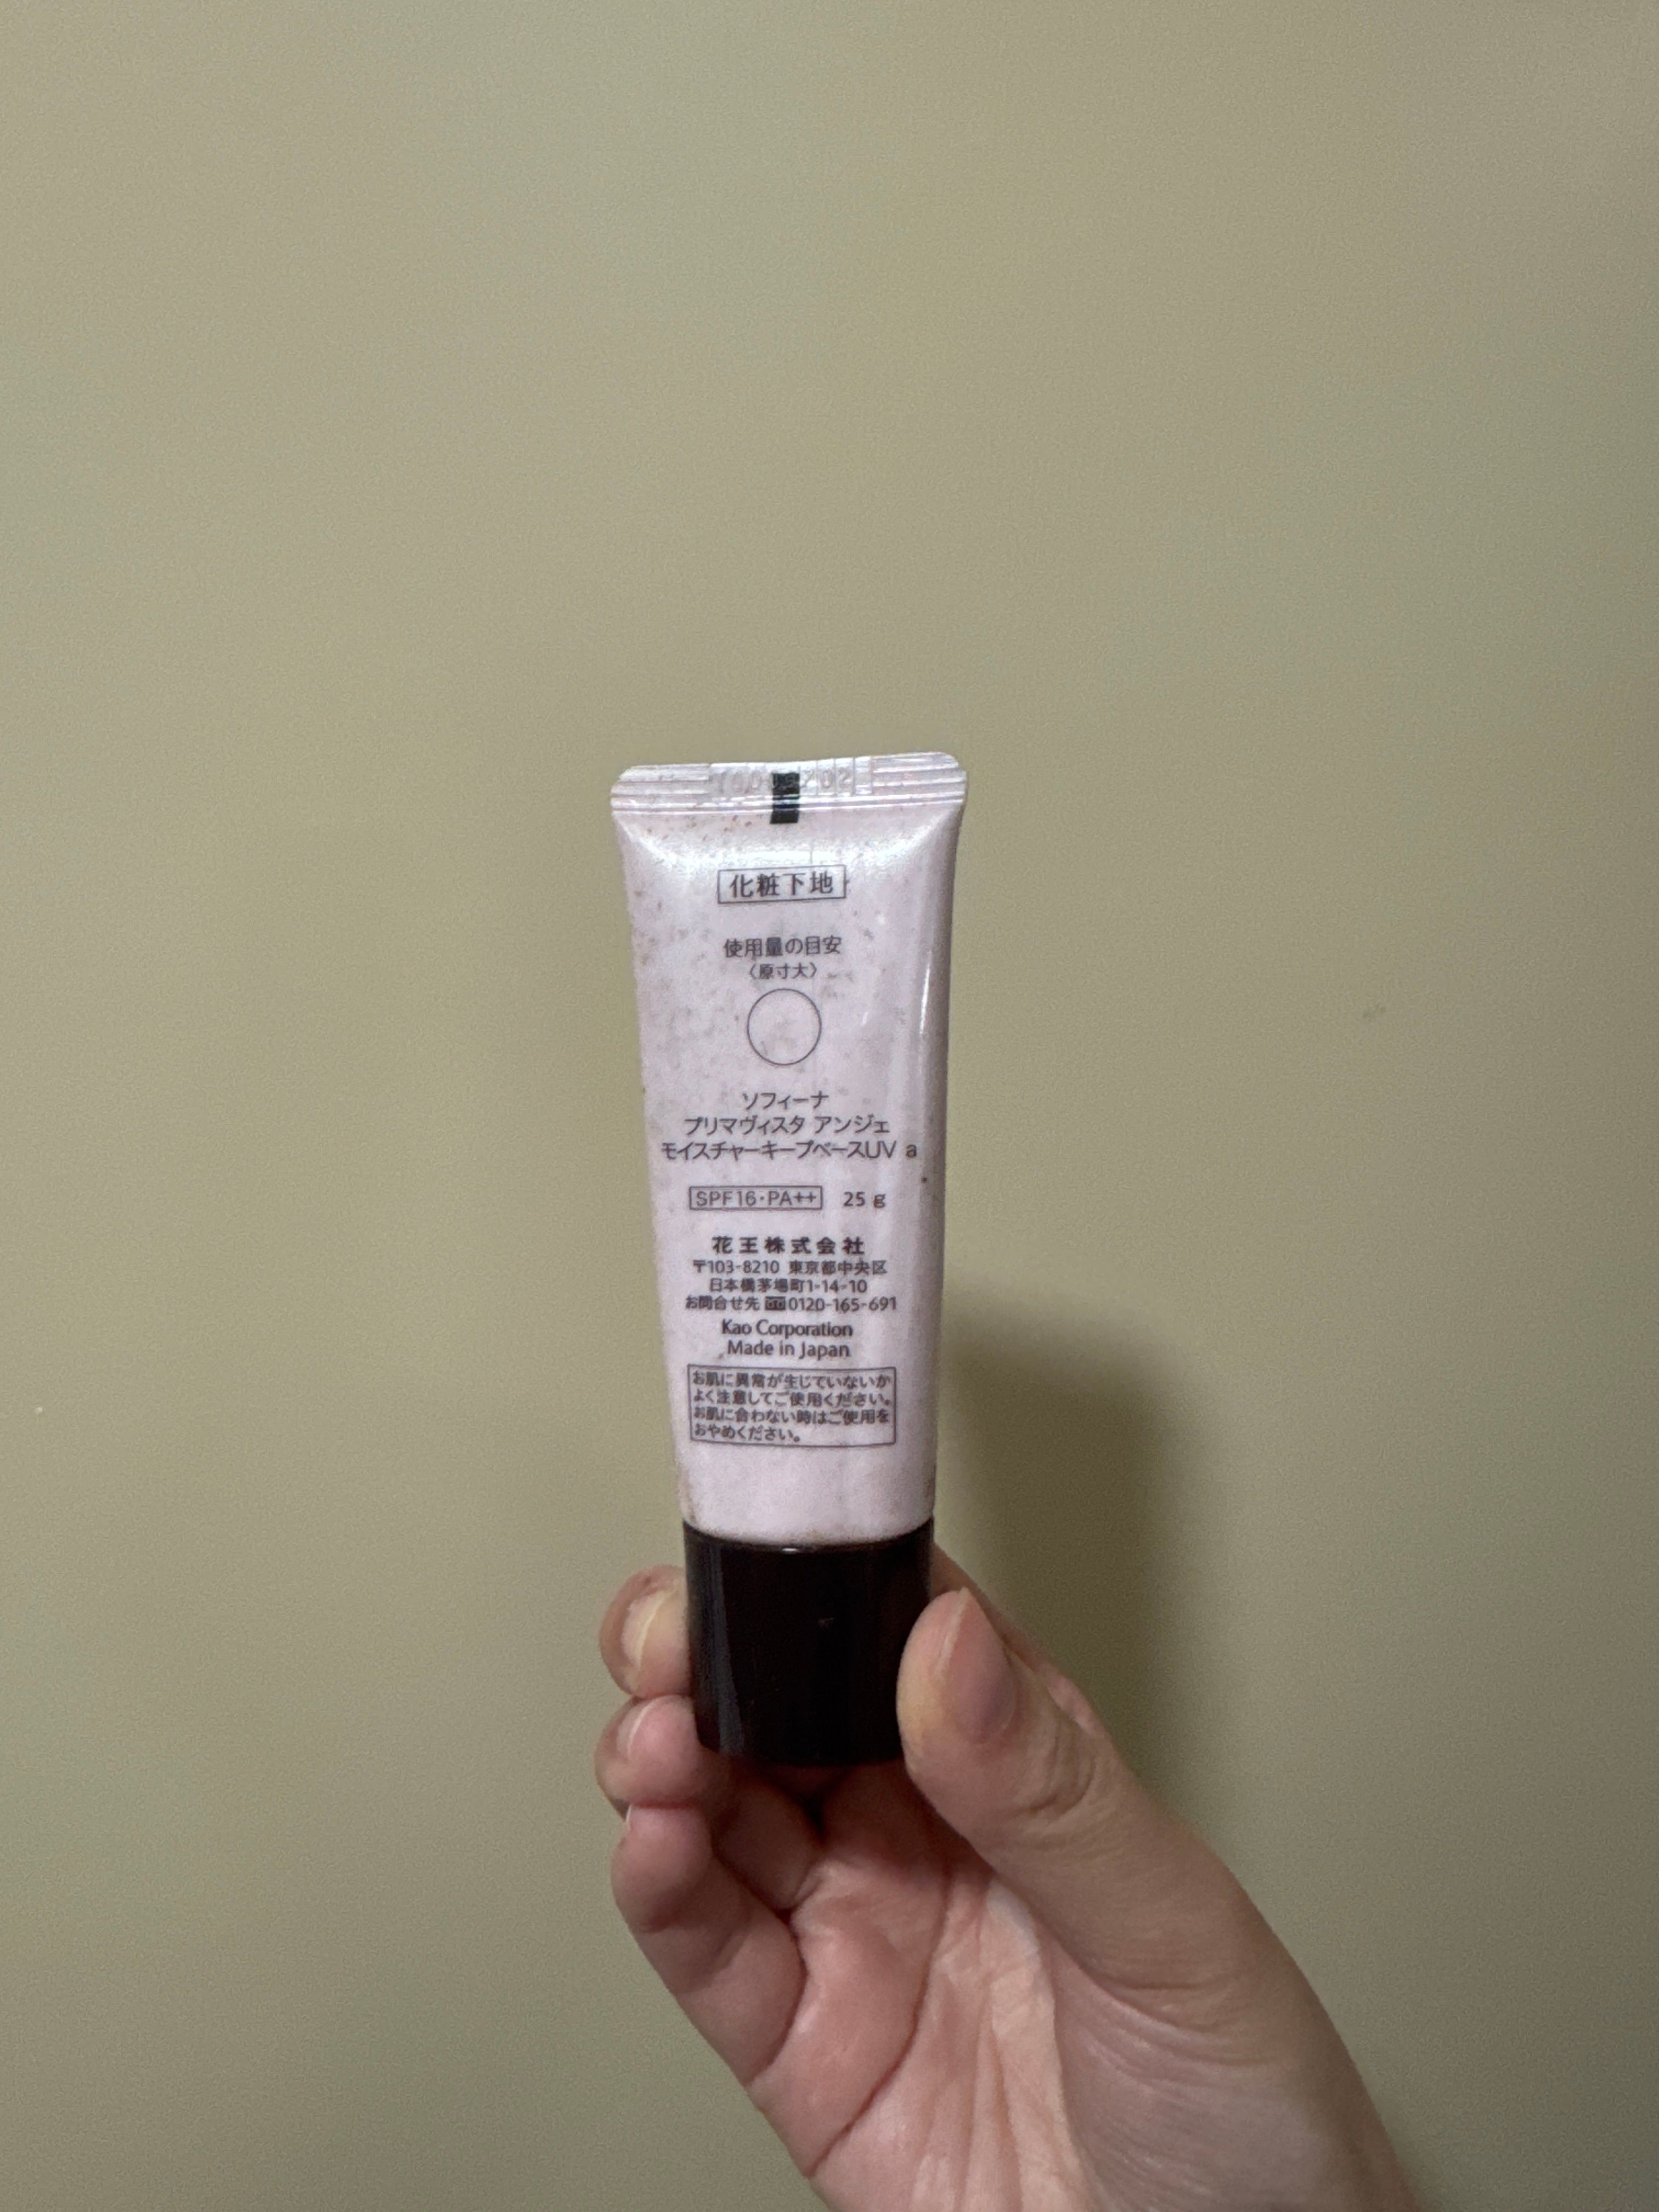 化粧下地
使用量の目安
〈原寸大〉
ソフィーナ
プリマヴィスタ アンジェ
モイスチャーキープベースUV a
SPF16・PA++ 25 g
花王株式会社
〒103-8210 東京都中央区
日本橋茅場町1-14-10
お問合せ先 0120-165-691
Kao Corporation
Made in Japan
お肌に異常が生じていないか
よく注意してご使用ください。
お肌に合わない時はご使用を
おやめください。